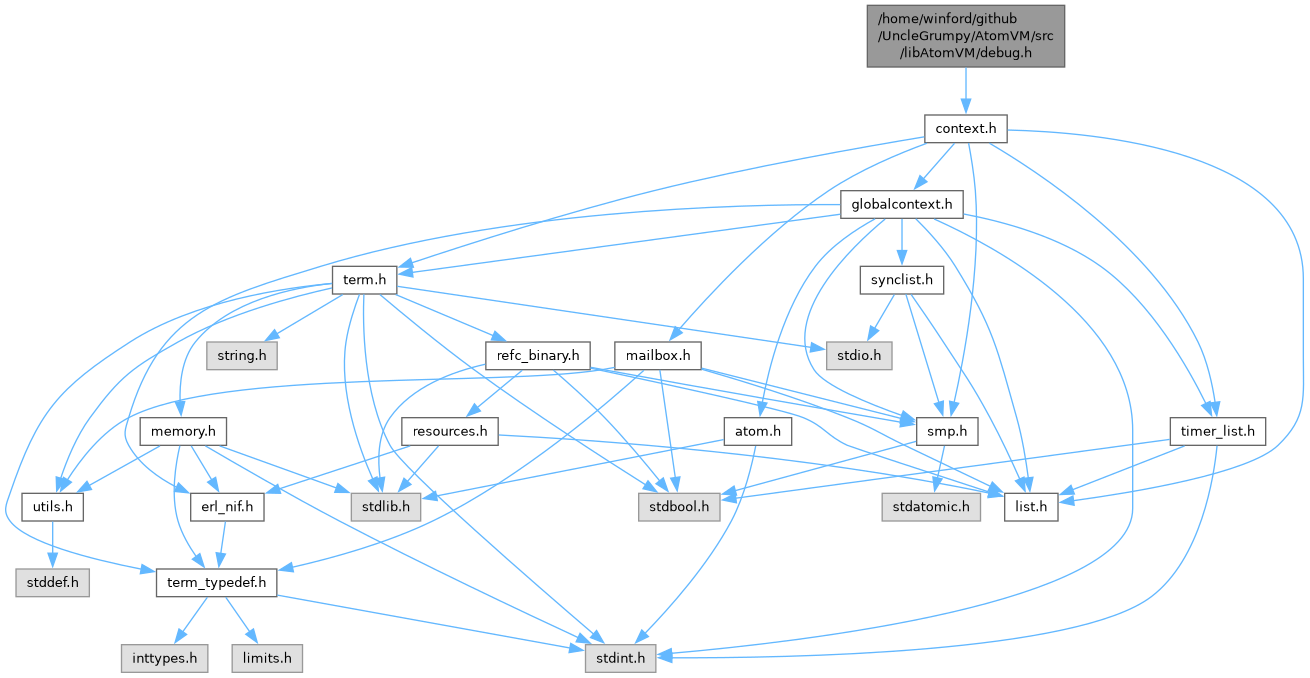 /home/winford/github
/UncleGrumpy/AtomVM/src
/libAtomVM/debug.h
context.h
globalcontext.h
term.h
synclist.h
string.h
refc_binary.h
mailbox.h
stdio.h
memory.h
resources.h
atom.h
smp.h
timer_list.h
utils.h
erl_nif.h
stdlib.h
stdbool.h
stdatomic.h
list.h
stddef.h
term_typedef.h
inttypes.h
limits.h
stdint.h